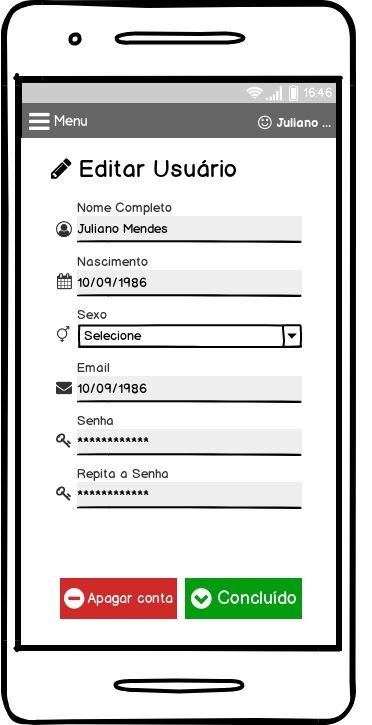 16:46
Menu
Juliano ...
Editar Usuário
Nome Completo
Juliano Mendes
Nascimento
10/09/1986
Sexo
Selecione
Email
10/09/1986
Senha
************
Repita a Senha
************
Apagar conta
Concluído